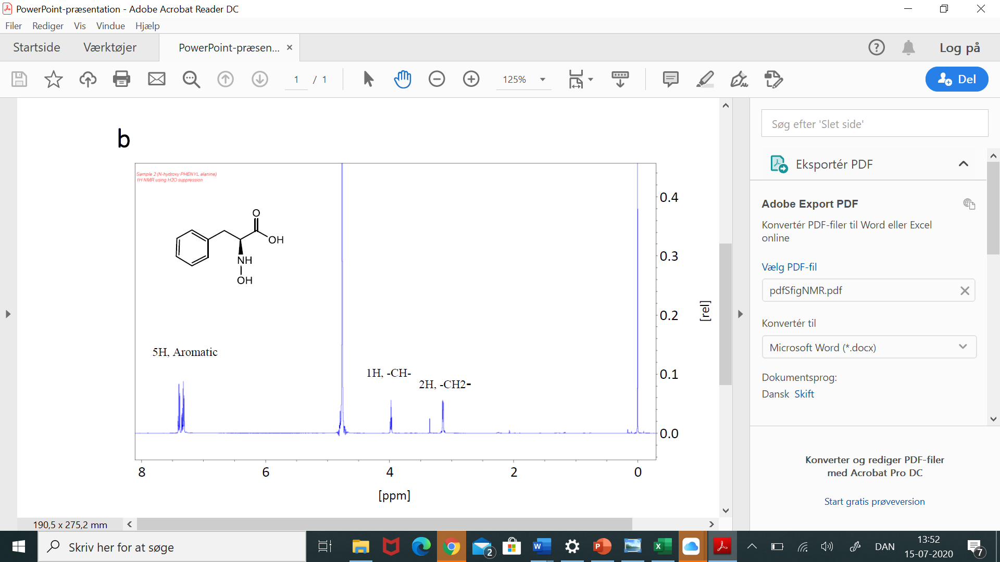 PowerPoint-præsentation - Adobe Acrobat Reader DC
Filer Rediger Vis Vindue Hjælp
Startside Værktøjer PowerPoint-præsen... × ? Log på
1 / 1 125% Del
b
Sample 2 (N-hydroxy PHENYL alanine)
1H NMR using H2O suppression
O
OH
NH
OH
5H, Aromatic
1H, -CH-
2H, -CH2-
0.4
0.3
0.2
0.1
0.0
[rel]
8 6 4 2 0
[ppm]
190,5 x 275,2 mm
Søg efter 'Slet side'
Eksportér PDF
Adobe Export PDF
Konvertér PDF-filer til Word eller Excel
online
Vælg PDF-fil
pdfSfigNMR.pdf
Konvertér til
Microsoft Word (*.docx)
Dokumentsprog:
Dansk Skift
Konverter og rediger PDF-filer
med Acrobat Pro DC
Start gratis prøveversion
Skriv her for at søge
2
W
P
X
DAN
13:52
15-07-2020
7